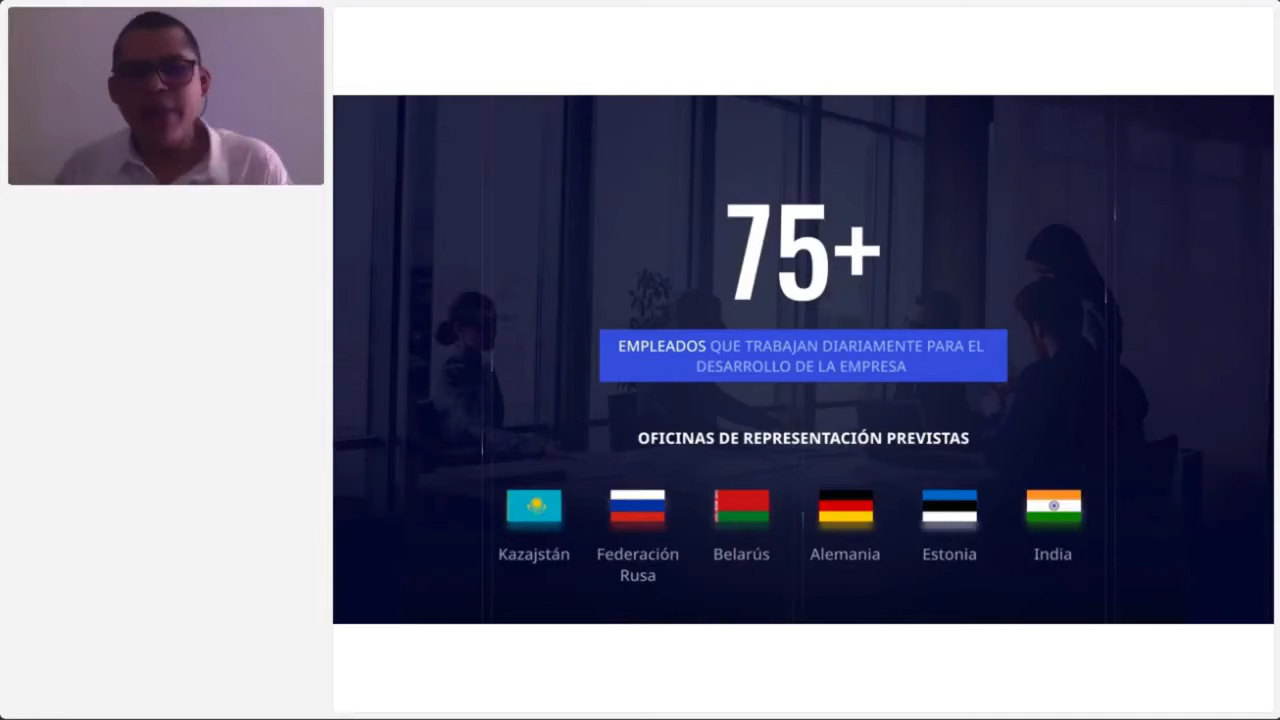 75+
EMPLEADOS QUE TRABAJAN DIARIAMENTE PARA EL
DESARROLLO DE LA EMPRESA
OFICINAS DE REPRESENTACIÓN PREVISTAS
Kazajstán
Federación
Rusa
Belarús
Alemania
Estonia
India